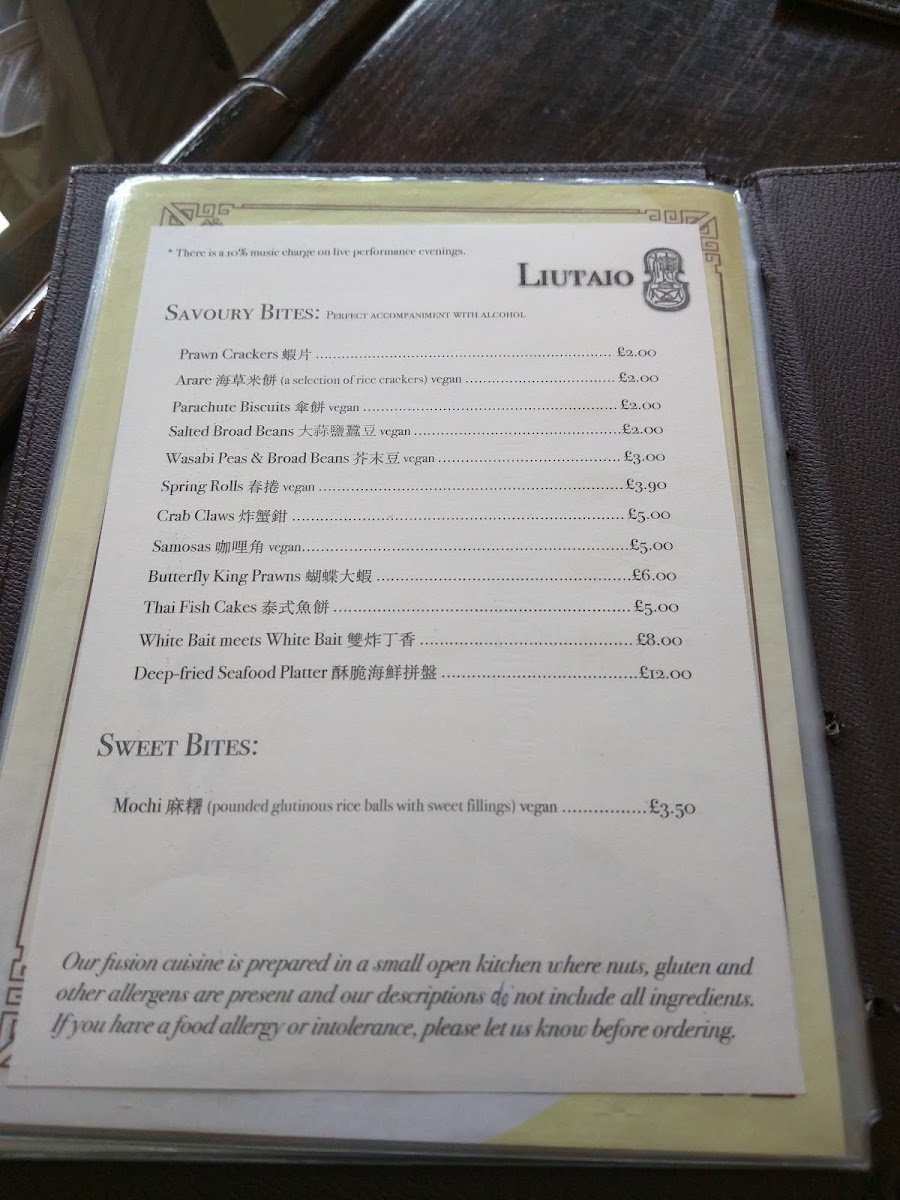 * There is a 10% music charge on live performance evenings.
LIUTAIO
SAVOURY BITES: PERFECT ACCOMPANIMENT WITH ALCOHOL
Prawn Crackers 蝦片 ........................................................ £2.00
Arare 海草米餅 (a selection of rice crackers) vegan ............................ £2.00
Parachute Biscuits 傘餅 vegan ................................................ £2.00
Salted Broad Beans 大蒜鹽蠶豆 vegan ........................................ £2.00
Wasabi Peas & Broad Beans 芥末豆 vegan .................................. £3.00
Spring Rolls 春捲 vegan ........................................................ £3.90
Crab Claws 炸蟹鉗 ............................................................ £5.00
Samosas 咖哩角 vegan............................................................ £5.00
Butterfly King Prawns 蝴蝶大蝦 .............................................. £6.00
Thai Fish Cakes 泰式魚餅 ...................................................... £5.00
White Bait meets White Bait 雙炸丁香 ...................................... £8.00
Deep-fried Seafood Platter 酥脆海鮮拼盤 .................................... £12.00
SWEET BITES:
Mochi 麻糬 (pounded glutinous rice balls with sweet fillings) vegan ................ £3.50
Our fusion cuisine is prepared in a small open kitchen where nuts, gluten and
other allergens are present and our descriptions do not include all ingredients.
If you have a food allergy or intolerance, please let us know before ordering.